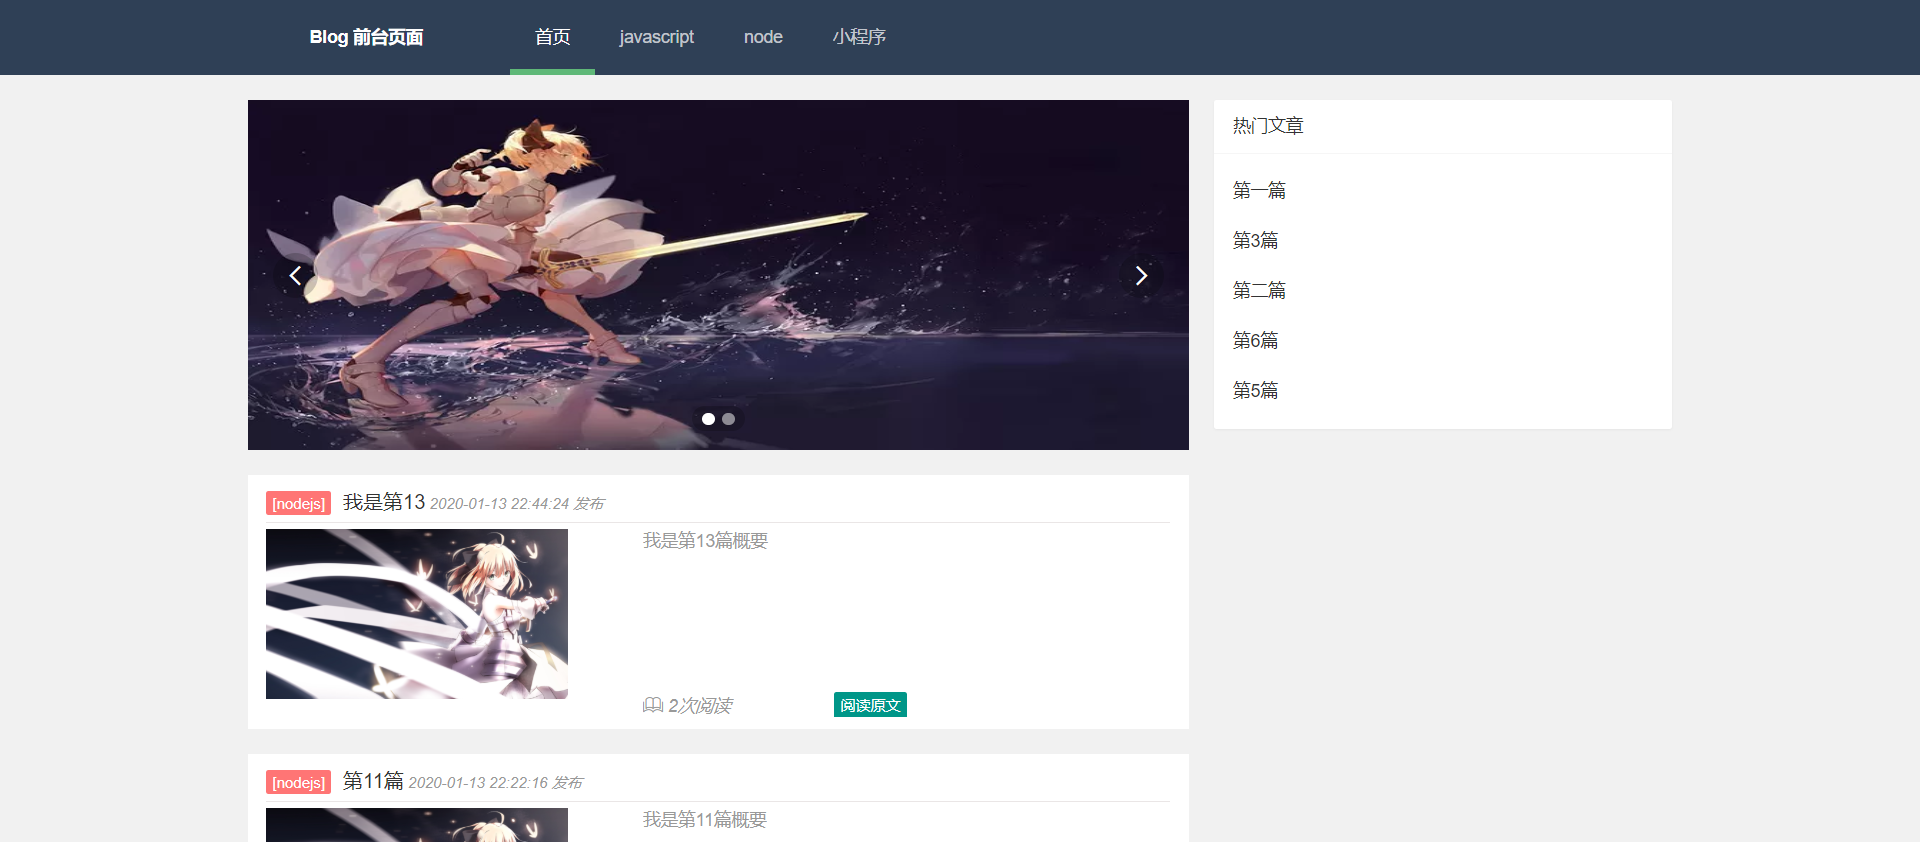 Blog 前台页面 首页 javascript node 小程序
热门文章
第一篇
第3篇
第二篇
第6篇
第5篇
[nodejs] 我是第13 2020-01-13 22:44:24 发布
我是第13篇概要
2次阅读 阅读原文
[nodejs] 第11篇 2020-01-13 22:22:16 发布
我是第11篇概要